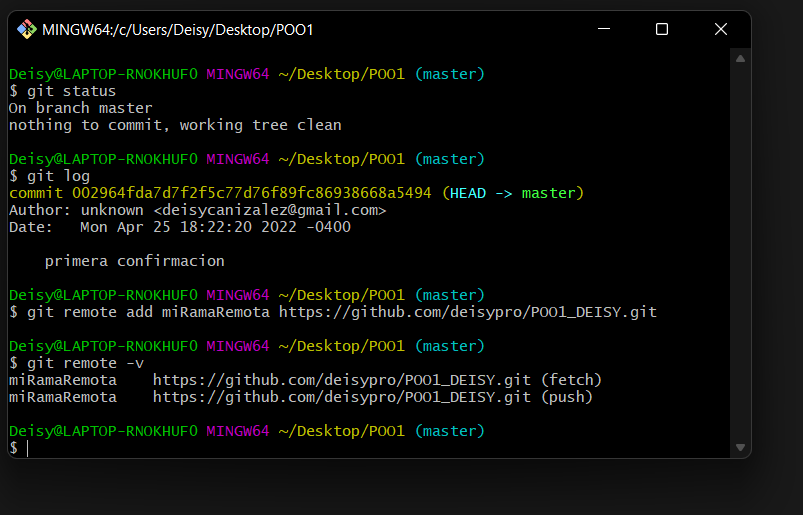 MINGW64:/c/Users/Deisy/Desktop/POO1
Deisy@LAPTOP-RNOKHUFO MINGW64 ~/Desktop/POO1 (master)
$ git status
On branch master
nothing to commit, working tree clean
Deisy@LAPTOP-RNOKHUFO MINGW64 ~/Desktop/POO1 (master)
$ git log
commit 002964fda7d7f2f5c77d76f89fc86938668a5494 (HEAD -> master)
Author: unknown <deisycanizalez@gmail.com>
Date:   Mon Apr 25 18:22:20 2022 -0400
    primera confirmacion
Deisy@LAPTOP-RNOKHUFO MINGW64 ~/Desktop/POO1 (master)
$ git remote add miRamaRemota https://github.com/deisypro/POO1_DEISY.git
Deisy@LAPTOP-RNOKHUFO MINGW64 ~/Desktop/POO1 (master)
$ git remote -v
miRamaRemota    https://github.com/deisypro/POO1_DEISY.git (fetch)
miRamaRemota    https://github.com/deisypro/POO1_DEISY.git (push)
Deisy@LAPTOP-RNOKHUFO MINGW64 ~/Desktop/POO1 (master)
$